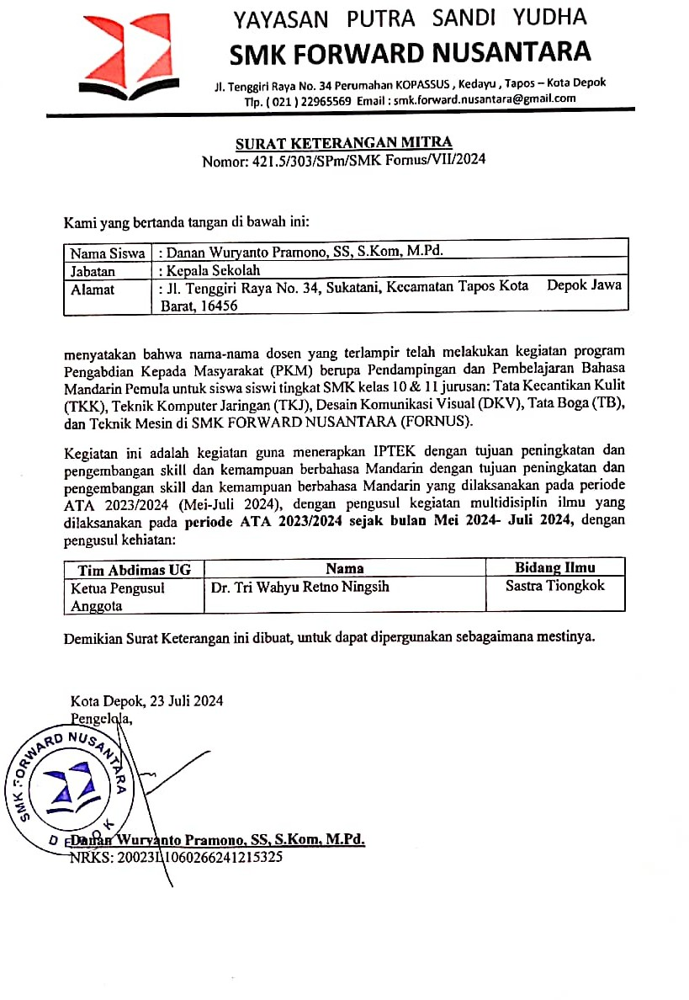 YAYASAN PUTRA SANDI YUDHA
SMK FORWARD NUSANTARA
Jl. Tenggiri Raya No. 34 Perumahan KOPASSUS , Kedayu , Tapos – Kota Depok
Tlp. ( 021 ) 22965569 Email : smk.forward.nusantara@gmail.com
SURAT KETERANGAN MITRA
Nomor: 421.5/303/SPm/SMK Fornus/VII/2024
Kami yang bertanda tangan di bawah ini:
Nama Siswa : Danan Wuryanto Pramono, SS, S.Kom, M.Pd.
Jabatan : Kepala Sekolah
Alamat : Jl. Tenggiri Raya No. 34, Sukatani, Kecamatan Tapos Kota Depok Jawa
Barat, 16456
menyatakan bahwa nama-nama dosen yang terlampir telah melakukan kegiatan program
Pengabdian Kepada Masyarakat (PKM) berupa Pendampingan dan Pembelajaran Bahasa
Mandarin Pemula untuk siswa siswi tingkat SMK kelas 10 & 11 jurusan: Tata Kecantikan Kulit
(TKK), Teknik Komputer Jaringan (TKJ), Desain Komunikasi Visual (DKV), Tata Boga (TB),
dan Teknik Mesin di SMK FORWARD NUSANTARA (FORNUS).
Kegiatan ini adalah kegiatan guna menerapkan IPTEK dengan tujuan peningkatan dan
pengembangan skill dan kemampuan berbahasa Mandarin dengan tujuan peningkatan dan
pengembangan skill dan kemampuan berbahasa Mandarin yang dilaksanakan pada periode
ATA 2023/2024 (Mei-Juli 2024), dengan pengusul kegiatan multidisiplin ilmu yang
dilaksanakan pada periode ATA 2023/2024 sejak bulan Mei 2024- Juli 2024, dengan
pengusul kehiatan:
Tim Abdimas UG Nama Bidang Ilmu
Ketua Pengusul Dr. Tri Wahyu Retno Ningsih Sastra Tiongkok
Anggota
Demikian Surat Keterangan ini dibuat, untuk dapat dipergunakan sebagaimana mestinya.
Kota Depok, 23 Juli 2024
Pengelola,
SMK FORWARD NUSANTARA
DEPOK
Danan Wuryanto Pramono, SS, S.Kom, M.Pd.
NRKS: 20023L1060266241215325